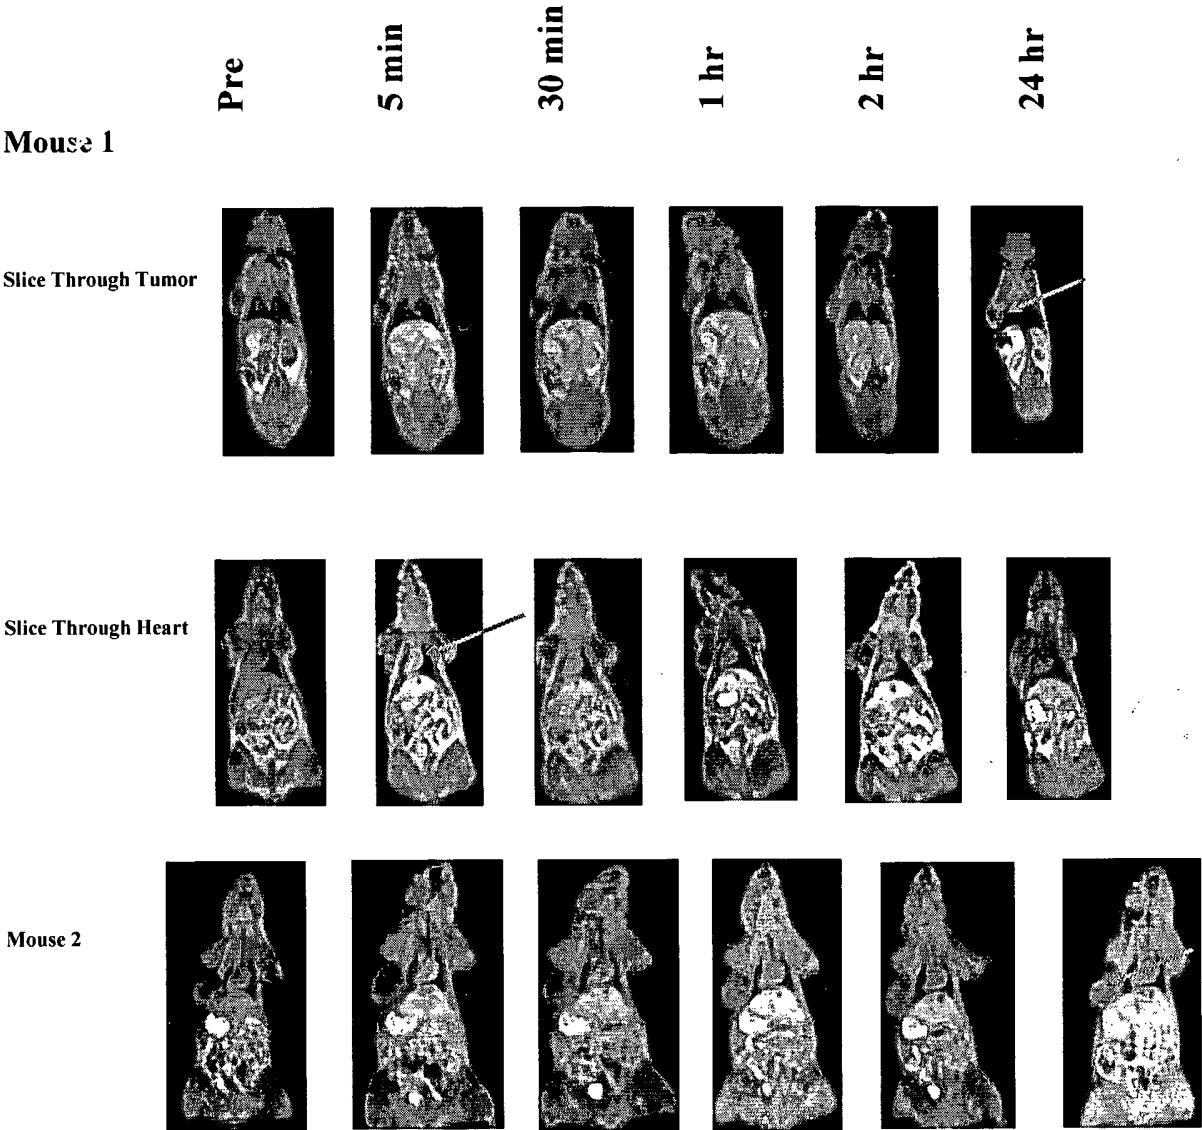 Pre
5 min
30 min
1 hr
2 hr
24 hr
Mouse 1
Slice Through Tumor
Slice Through Heart
Mouse 2